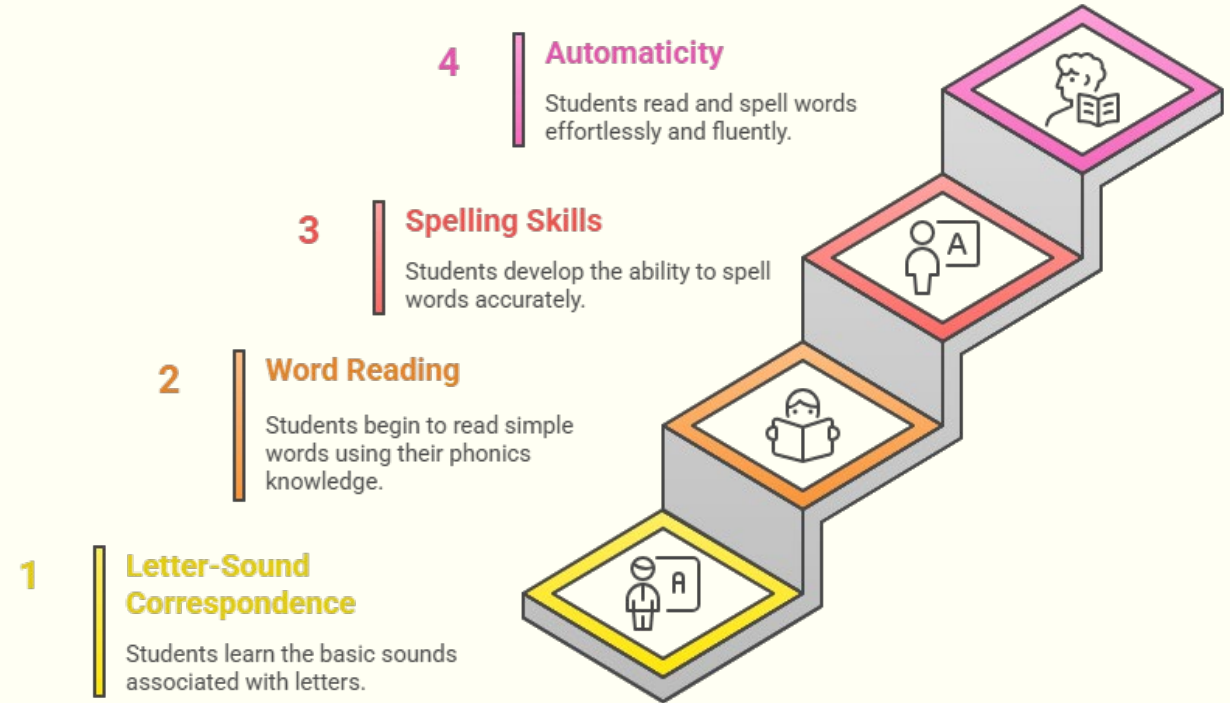 4
Automaticity
Students read and spell words
effortlessly and fluently.
3
Spelling Skills
Students develop the ability to spell
words accurately.
A
2
Word Reading
Students begin to read simple
words using their phonics
knowledge.
1
Letter-Sound
Correspondence
Students learn the basic sounds
associated with letters.
A